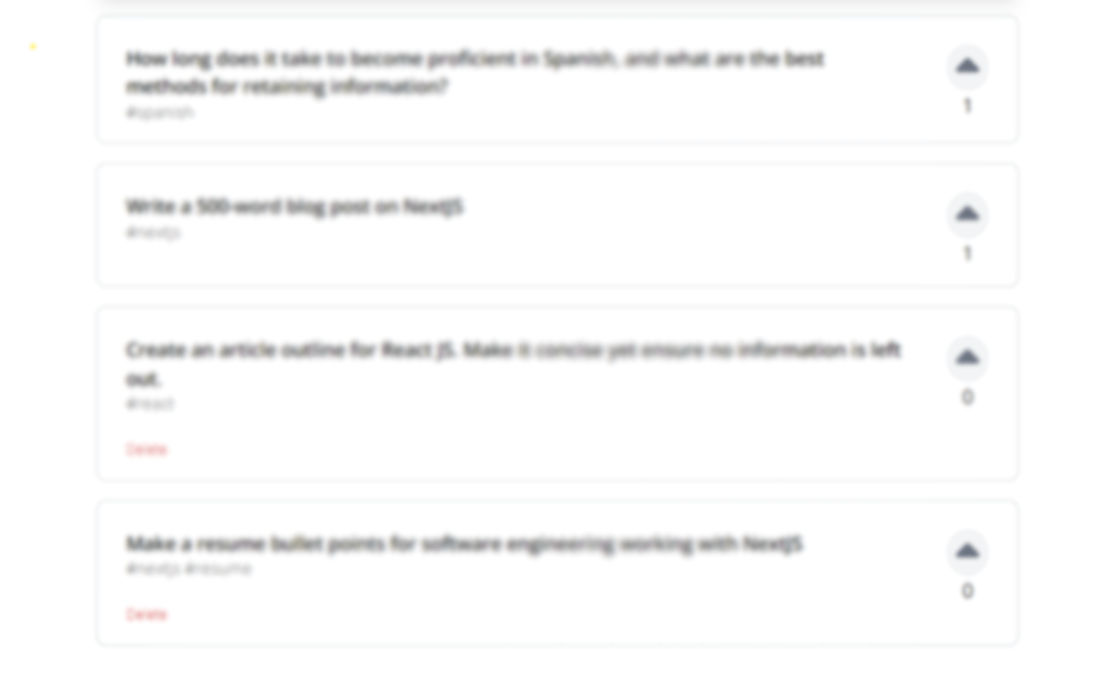 How long does it take to become proficient in Spanish, and what are the best
methods for retaining information?
#spanish
1
Write a 500-word blog post on NextJS
#nextjs
1
Create an article outline for React JS. Make it concise yet ensure no information is left
out.
#react
0
Delete
Make a resume bullet points for software engineering working with NextJS
#nextjs #resume
0
Delete